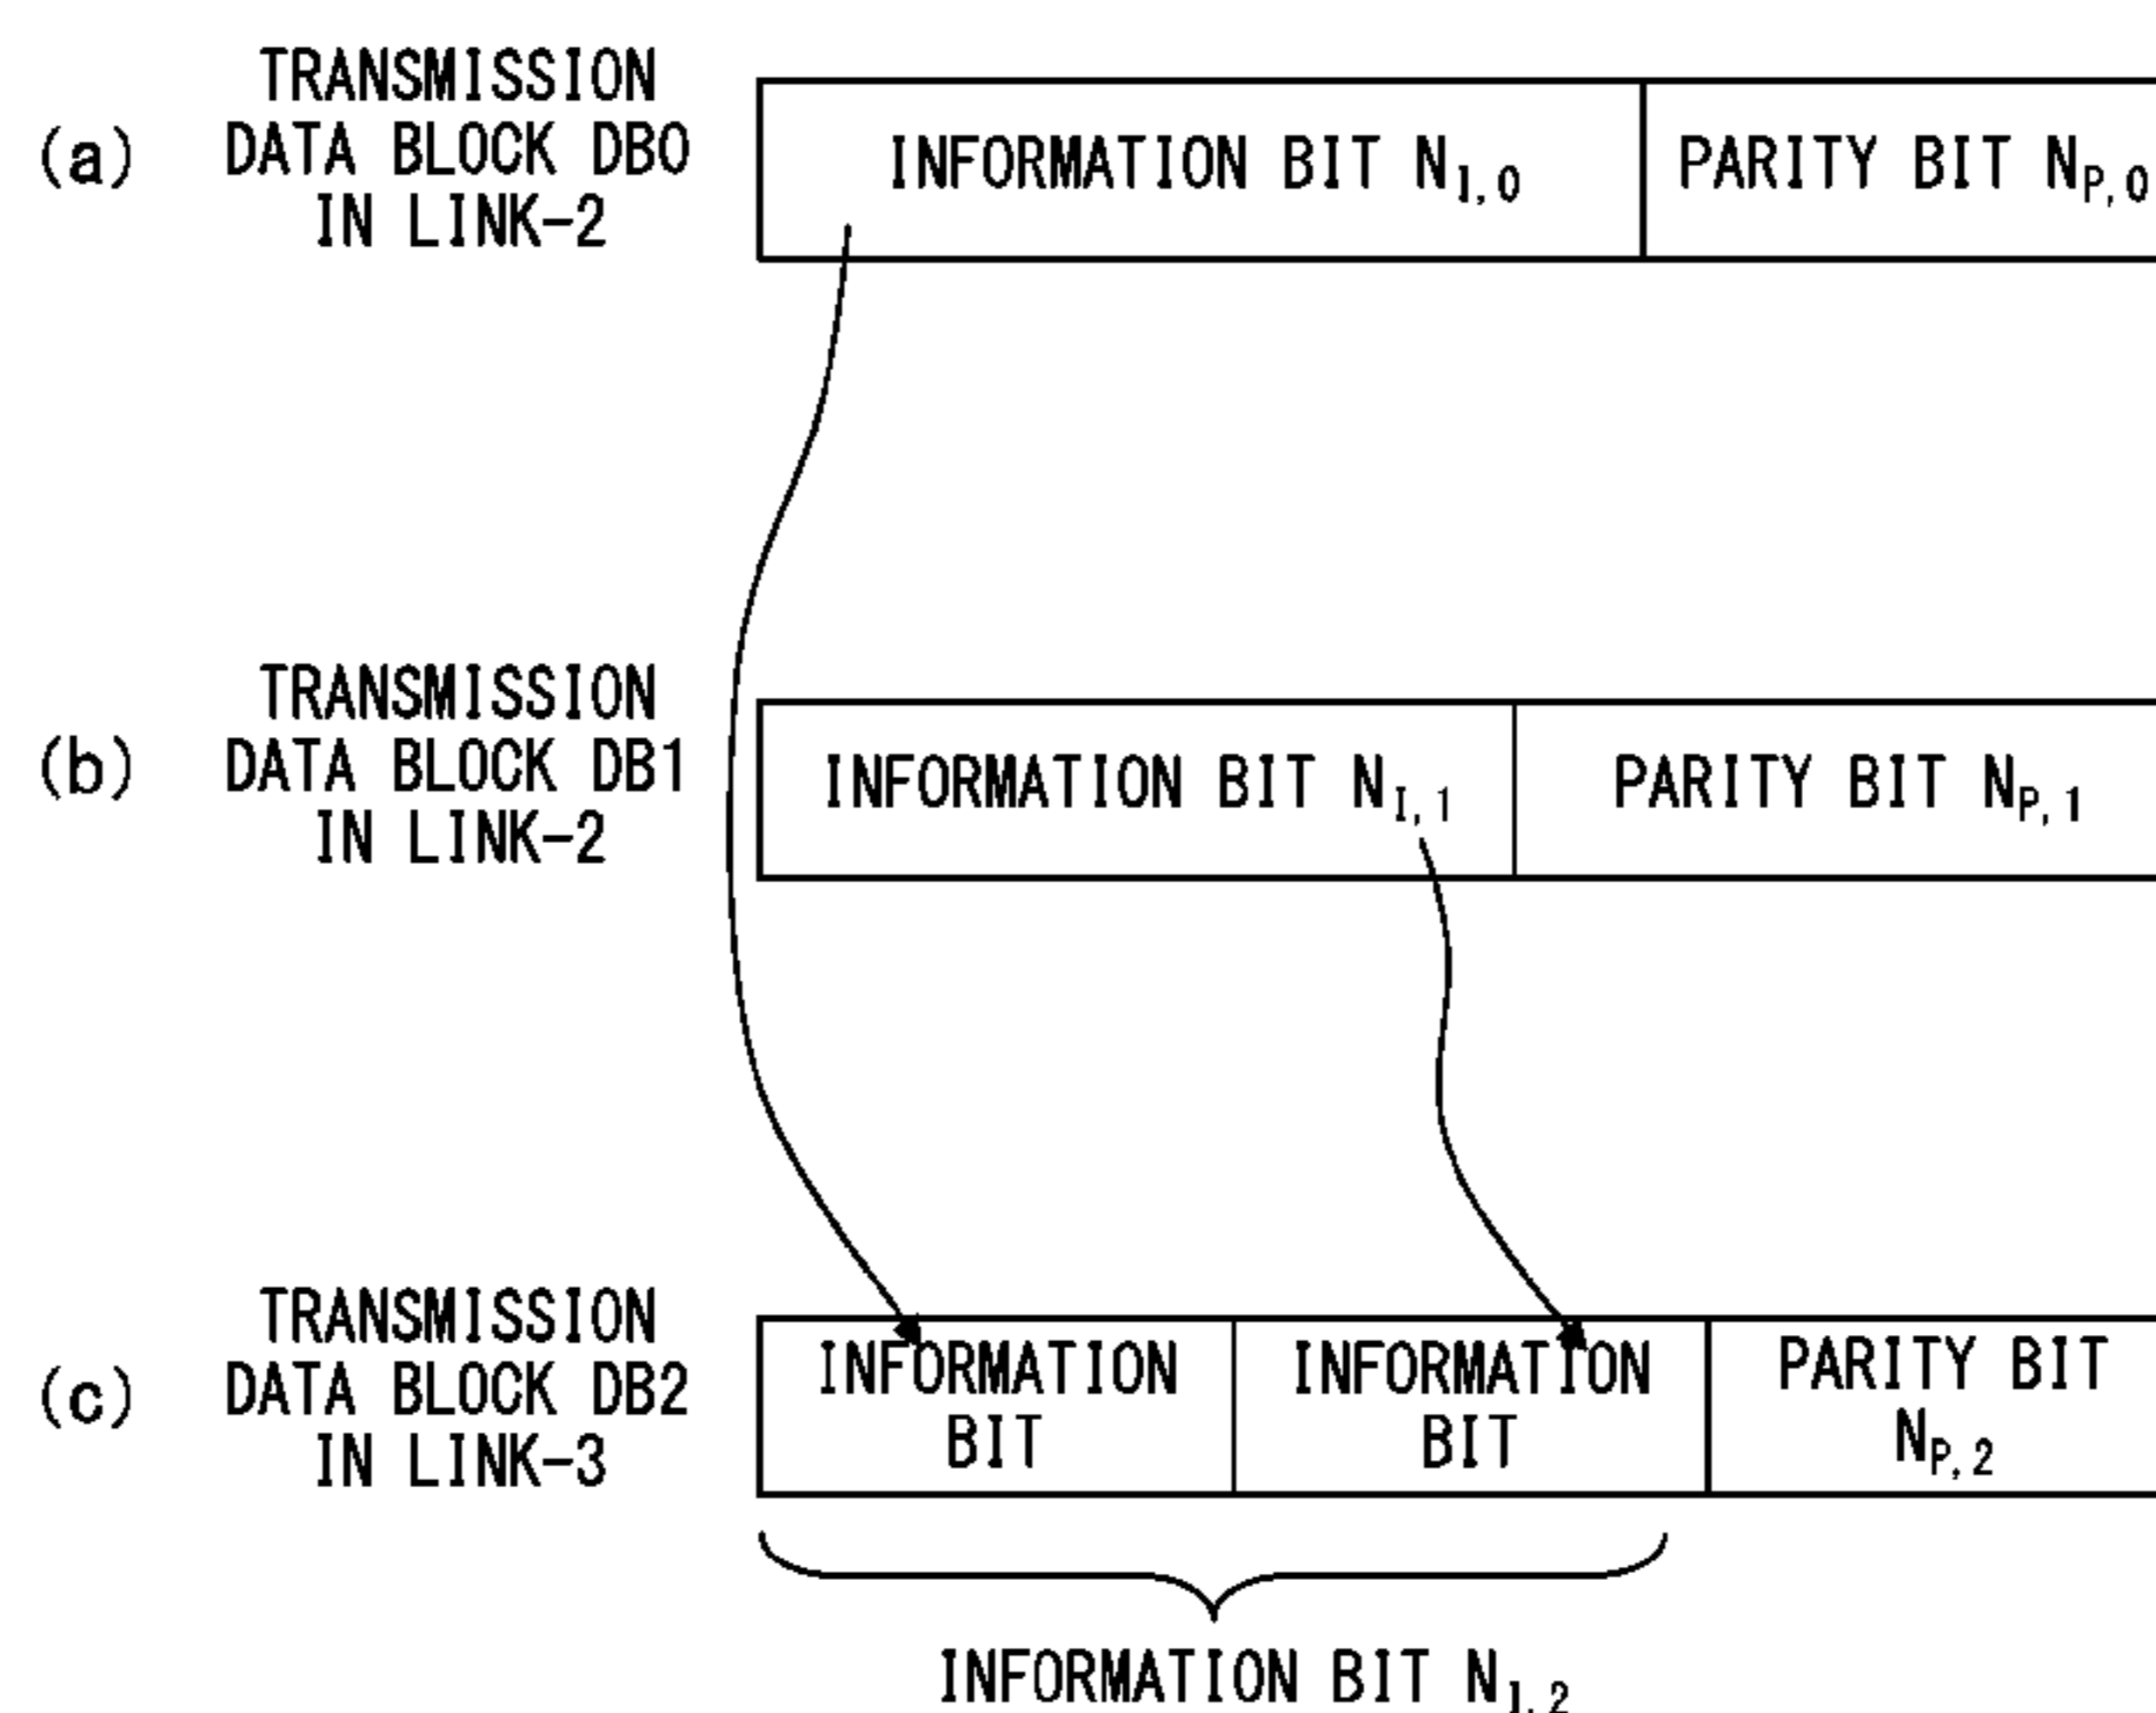 (a)
TRANSMISSION
DATA BLOCK DB0
IN LINK-2
INFORMATION BIT N_{I,0}
PARITY BIT N_{P,0}
(b)
TRANSMISSION
DATA BLOCK DB1
IN LINK-2
INFORMATION BIT N_{I,1}
PARITY BIT N_{P,1}
(c)
TRANSMISSION
DATA BLOCK DB2
IN LINK-3
INFORMATION
BIT
INFORMATION
BIT
PARITY BIT
N_{P,2}
INFORMATION BIT N_{I,2}